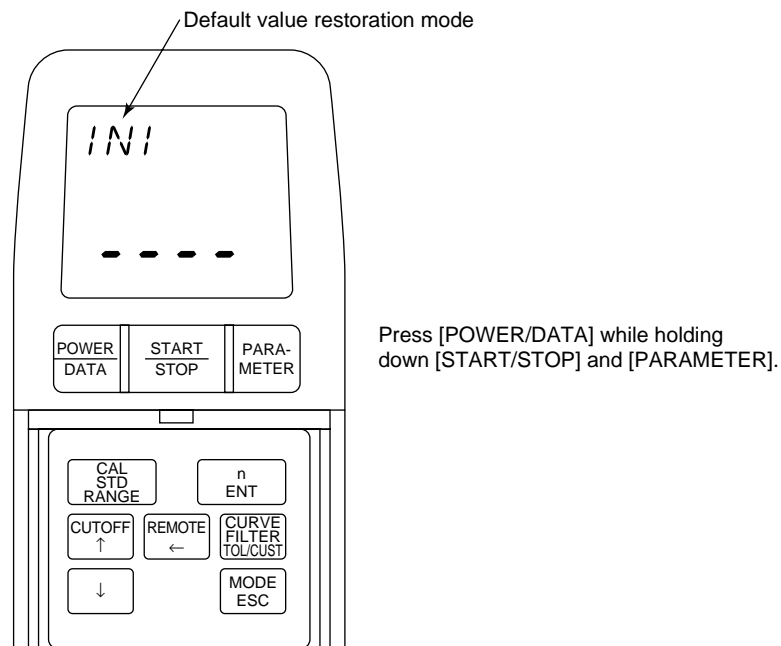 Default value restoration mode
INI
- - - -
POWER
DATA
START
STOP
PARA-
METER
Press [POWER/DATA] while holding
down [START/STOP] and [PARAMETER].
CAL
STD
RANGE
n
ENT
CUTOFF
↑
REMOTE
←
CURVE
FILTER
TOL/CUST
↓
MODE
ESC